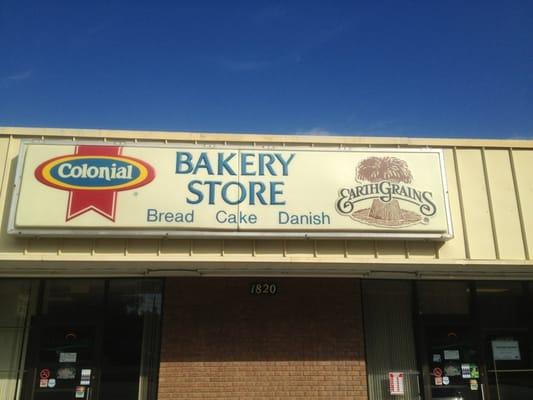 Colonial
BAKERY
STORE
Bread Cake Danish
EARTHGRAINS
1820